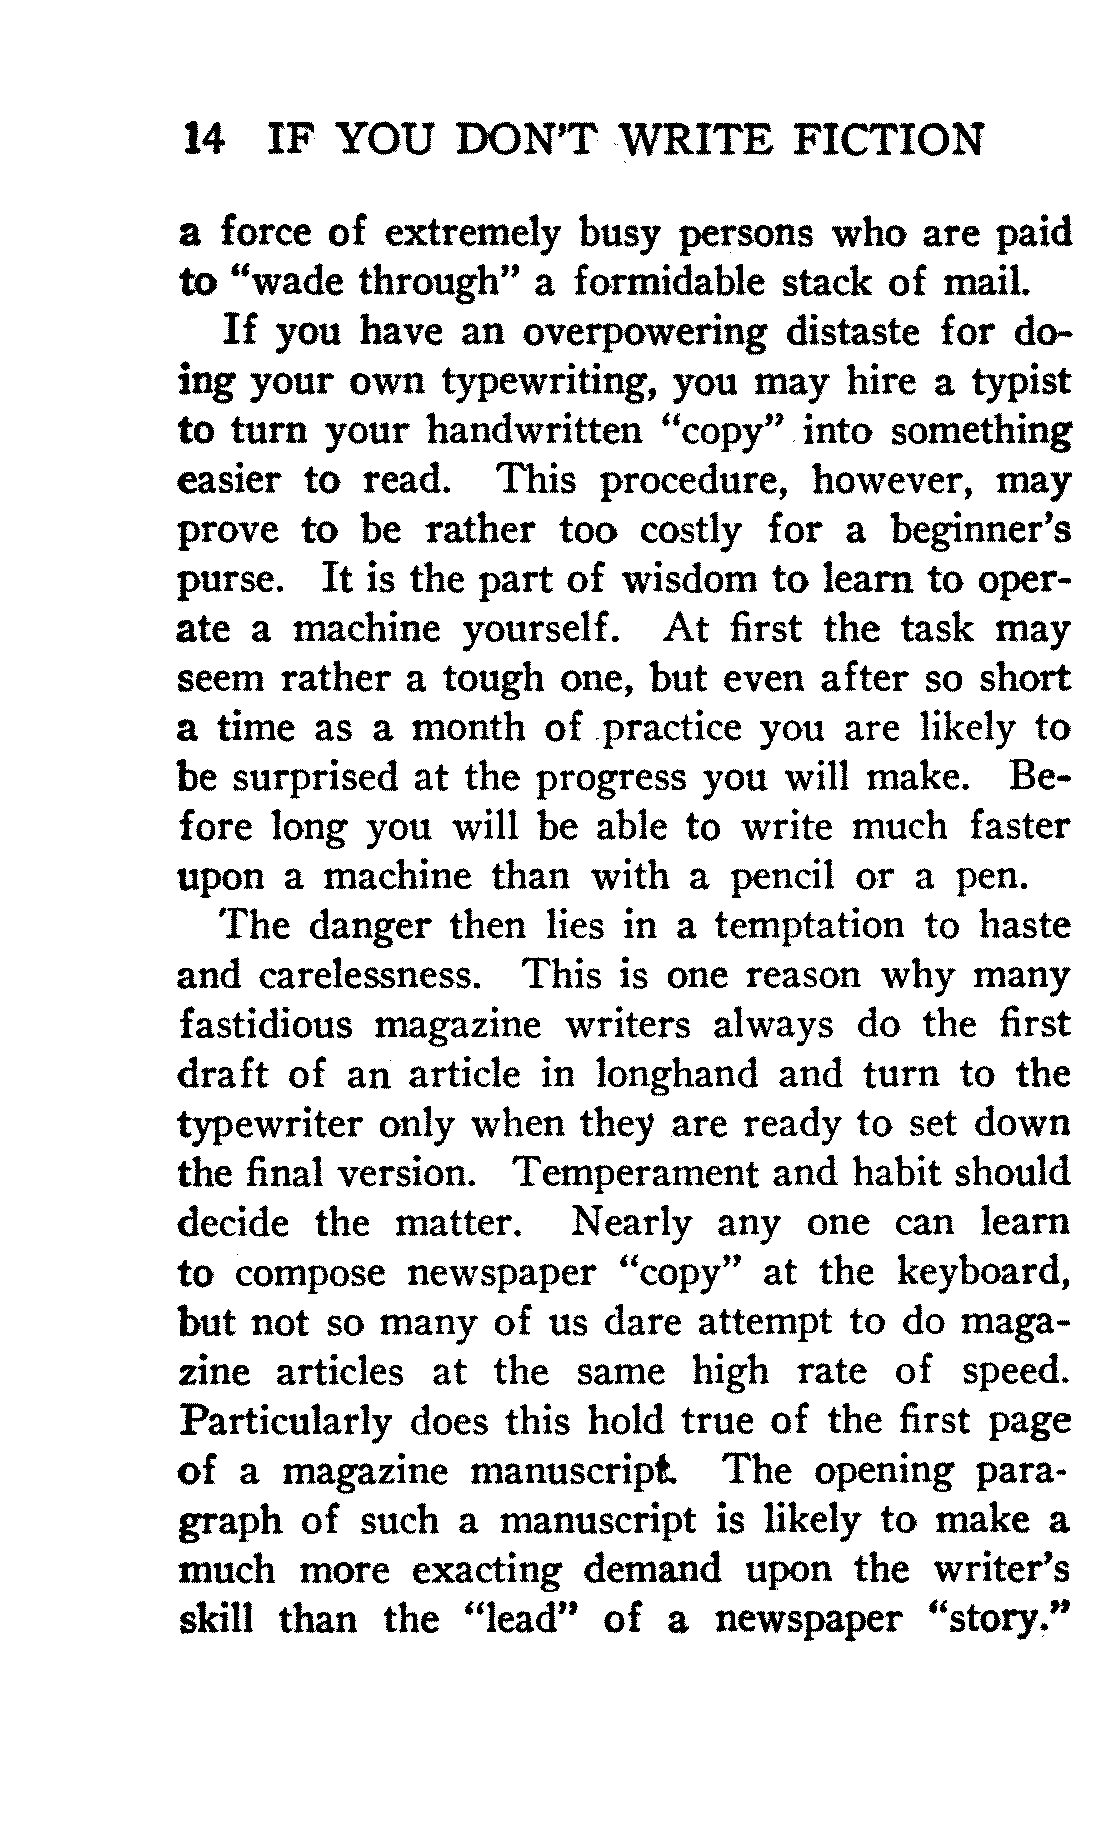 14 IF YOU DON'T WRITE FICTION
a force of extremely busy persons who are paid
to “wade through” a formidable stack of mail.
If you have an overpowering distaste for do-
ing your own typewriting, you may hire a typist
to turn your handwritten “copy” into something
easier to read. This procedure, however, may
prove to be rather too costly for a beginner's
purse. It is the part of wisdom to learn to oper-
ate a machine yourself. At first the task may
seem rather a tough one, but even after so short
a time as a month of practice you are likely to
be surprised at the progress you will make. Be-
fore long you will be able to write much faster
upon a machine than with a pencil or a pen.
The danger then lies in a temptation to haste
and carelessness. This is one reason why many
fastidious magazine writers always do the first
draft of an article in longhand and turn to the
typewriter only when they are ready to set down
the final version. Temperament and habit should
decide the matter. Nearly any one can learn
to compose newspaper “copy” at the keyboard,
but not so many of us dare attempt to do maga-
zine articles at the same high rate of speed.
Particularly does this hold true of the first page
of a magazine manuscript. The opening para-
graph of such a manuscript is likely to make a
much more exacting demand upon the writer's
skill than the “lead” of a newspaper “story.”